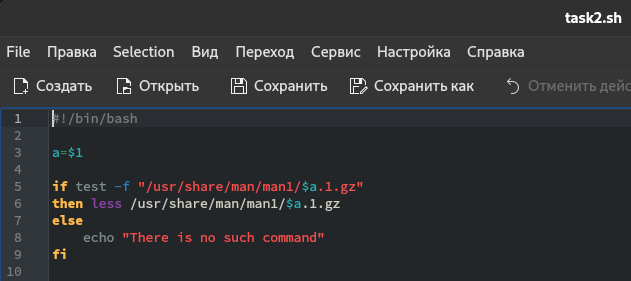 task2.sh
File Правка Selection Вид Переход Сервис Настройка Справка
Создать Открыть Сохранить Сохранить как Отменить
1 #!/bin/bash
2
3 a=$1
4
5 if test -f "/usr/share/man/man1/$a.1.gz"
6 then less /usr/share/man/man1/$a.1.gz
7 else
8     echo "There is no such command"
9 fi
10